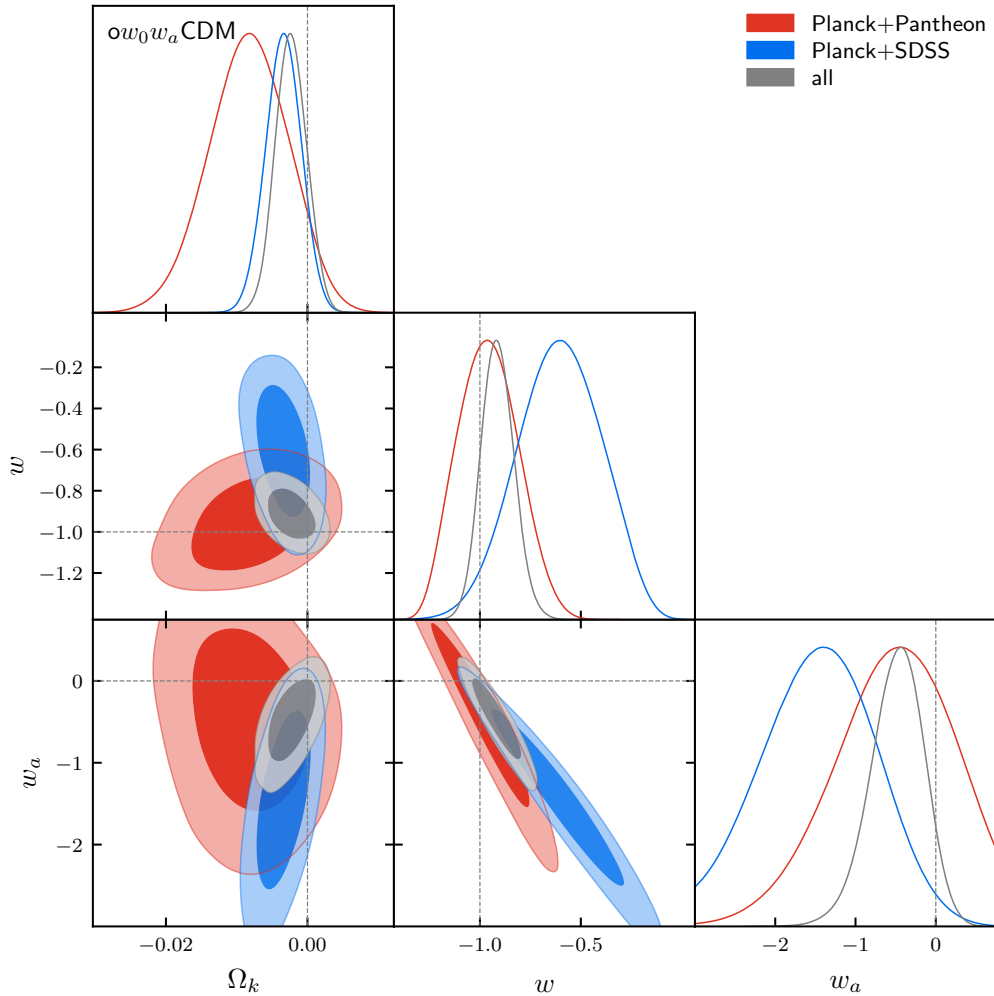 ow₀wₐCDM
Planck+Pantheon
Planck+SDSS
all
w
−0.2
−0.4
−0.6
−0.8
−1.0
−1.2
wₐ
0
−1
−2
−0.02 0.00
−1.0 −0.5
−2 −1 0
Ωₖ w wₐ